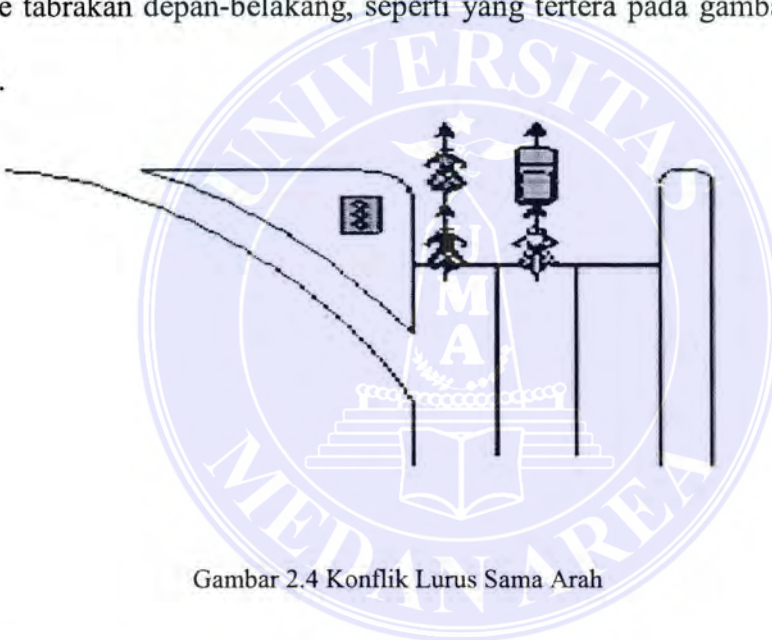 e tabrakan depan-belakang, seperti yang tertera pada gamba
.
UNIVERSITAS
U
M
A
MEDAN AREA
Gambar 2.4 Konflik Lurus Sama Arah